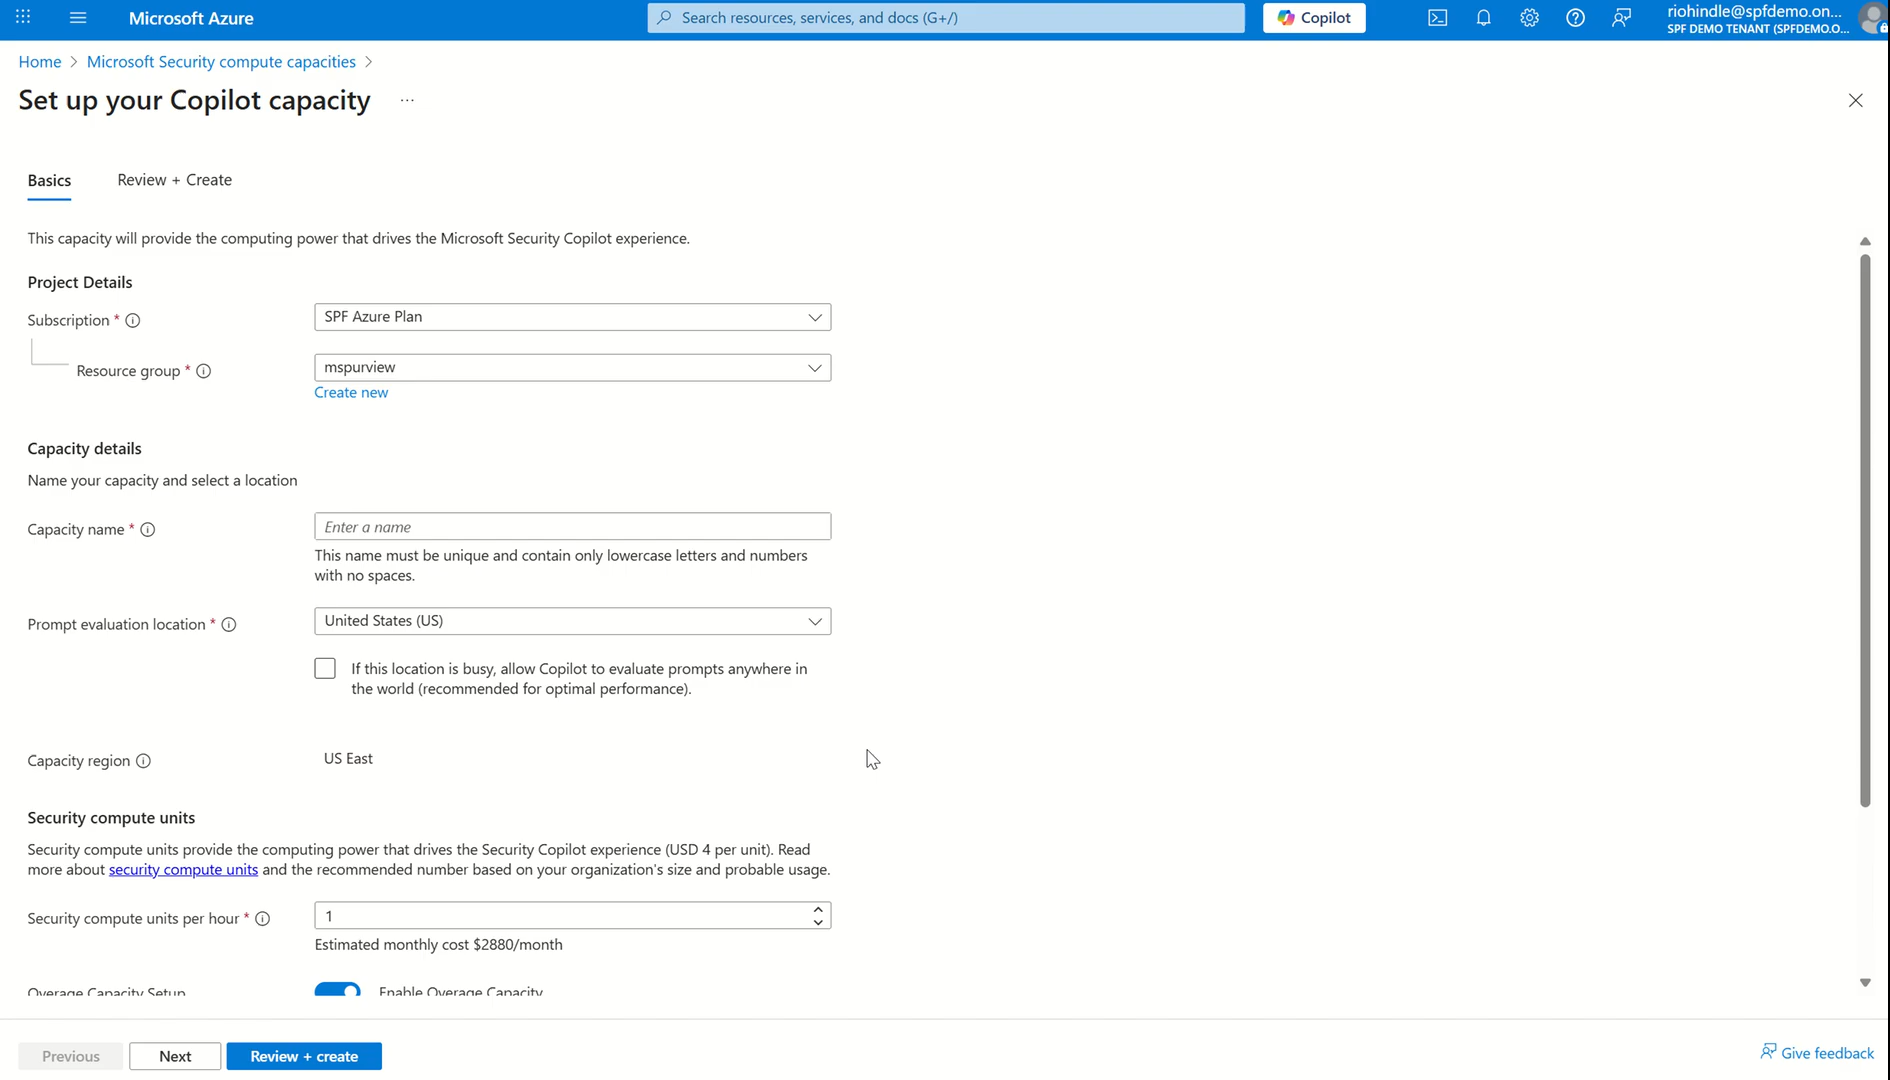 Microsoft Azure
Search resources, services, and docs (G+/)
Copilot
riohindle@spfdemo.on...
SPF DEMO TENANT (SPFDEMO.O...
Home > Microsoft Security compute capacities >
Set up your Copilot capacity ...
Basics
Review + Create
This capacity will provide the computing power that drives the Microsoft Security Copilot experience.
Project Details
Subscription *
SPF Azure Plan
Resource group *
mspurview
Create new
Capacity details
Name your capacity and select a location
Capacity name *
Enter a name
This name must be unique and contain only lowercase letters and numbers
with no spaces.
Prompt evaluation location *
United States (US)
If this location is busy, allow Copilot to evaluate prompts anywhere in
the world (recommended for optimal performance).
Capacity region
US East
Security compute units
Security compute units provide the computing power that drives the Security Copilot experience (USD 4 per unit). Read
more about security compute units and the recommended number based on your organization's size and probable usage.
Security compute units per hour *
1
Estimated monthly cost $2880/month
Overage Capacity Setup
Enable Overage Capacity
Previous
Next
Review + create
Give feedback